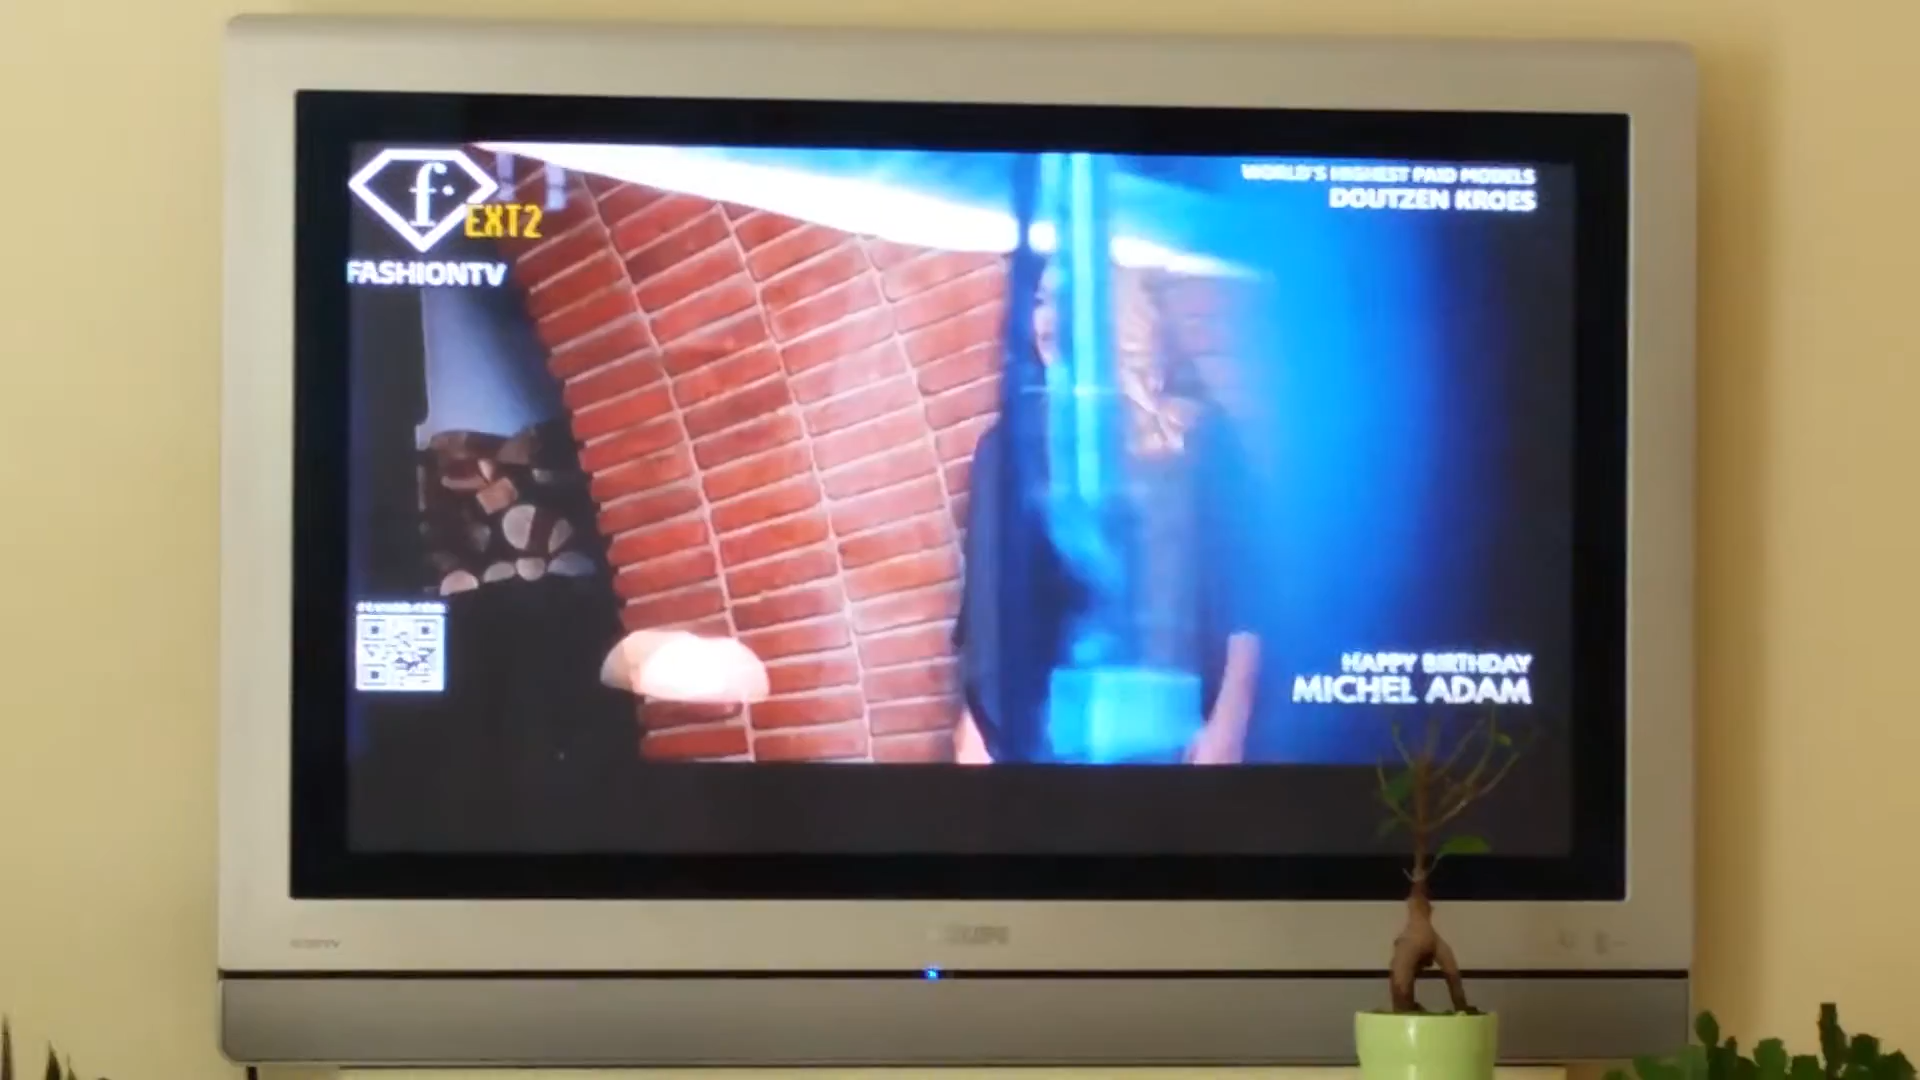 f.
EXT2
FASHIONTV
WORLD'S HIGHEST PAID MODELS
DOUTZEN KROES
HAPPY BIRTHDAY
MICHEL ADAM